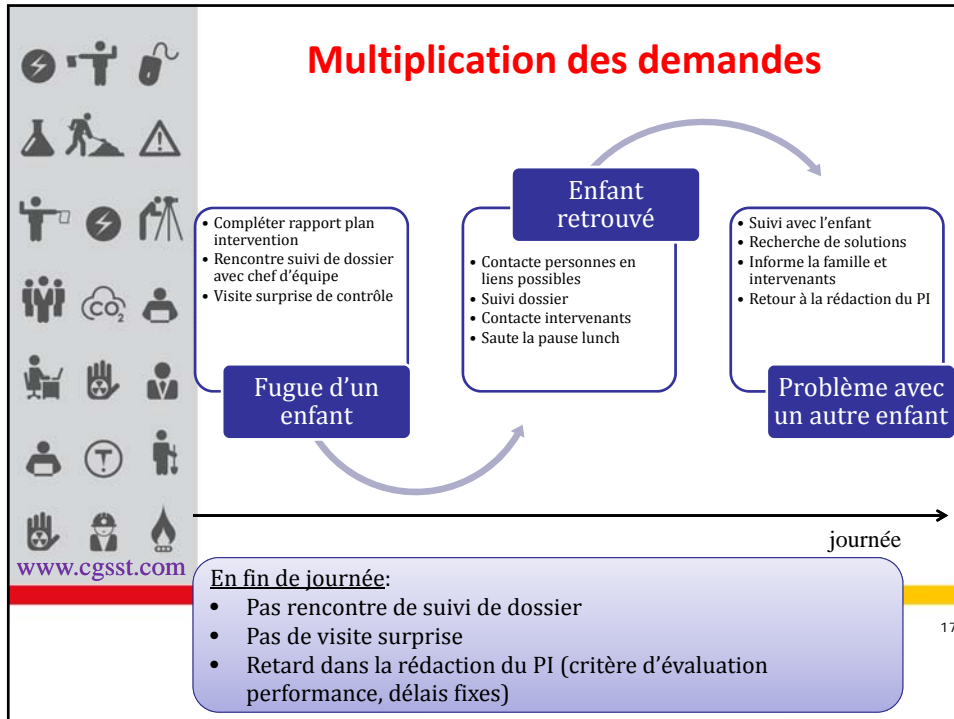 Multiplication des demandes
• Compléter rapport plan
intervention
• Rencontre suivi de dossier
avec chef d'équipe
• Visite surprise de contrôle
Fugue d'un
enfant
Enfant
retrouvé
• Contacte personnes en
liens possibles
• Suivi dossier
• Contacte intervenants
• Saute la pause lunch
• Suivi avec l'enfant
• Recherche de solutions
• Informe la famille et
intervenants
• Retour à la rédaction du PI
Problème avec
un autre enfant
CO2
journée
www.cgsst.com
En fin de journée:
• Pas rencontre de suivi de dossier
• Pas de visite surprise
• Retard dans la rédaction du PI (critère d'évaluation
performance, délais fixes)
17